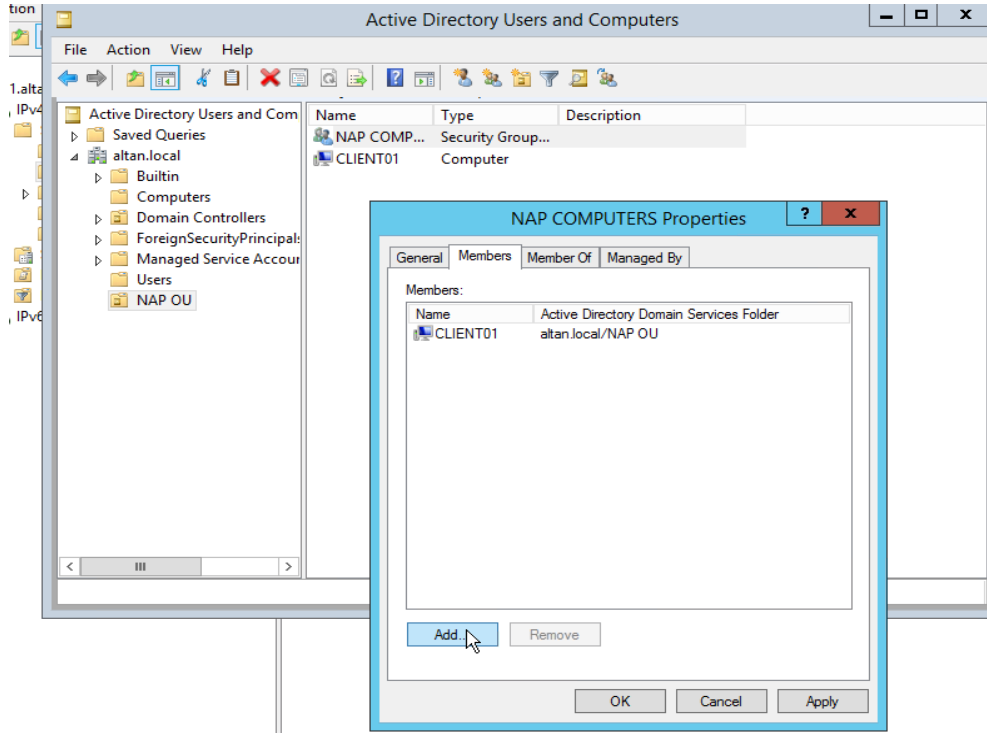 tion
Active Directory Users and Computers
File Action View Help
1.alta
IPv4
IPv6
Active Directory Users and Com
Saved Queries
altan.local
Builtin
Computers
Domain Controllers
ForeignSecurityPrincipal:
Managed Service Accour
Users
NAP OU
Name Type Description
NAP COMP... Security Group...
CLIENT01 Computer
NAP COMPUTERS Properties
General Members Member Of Managed By
Members:
Name Active Directory Domain Services Folder
CLIENT01 altan.local/NAP OU
Add... Remove
OK Cancel Apply